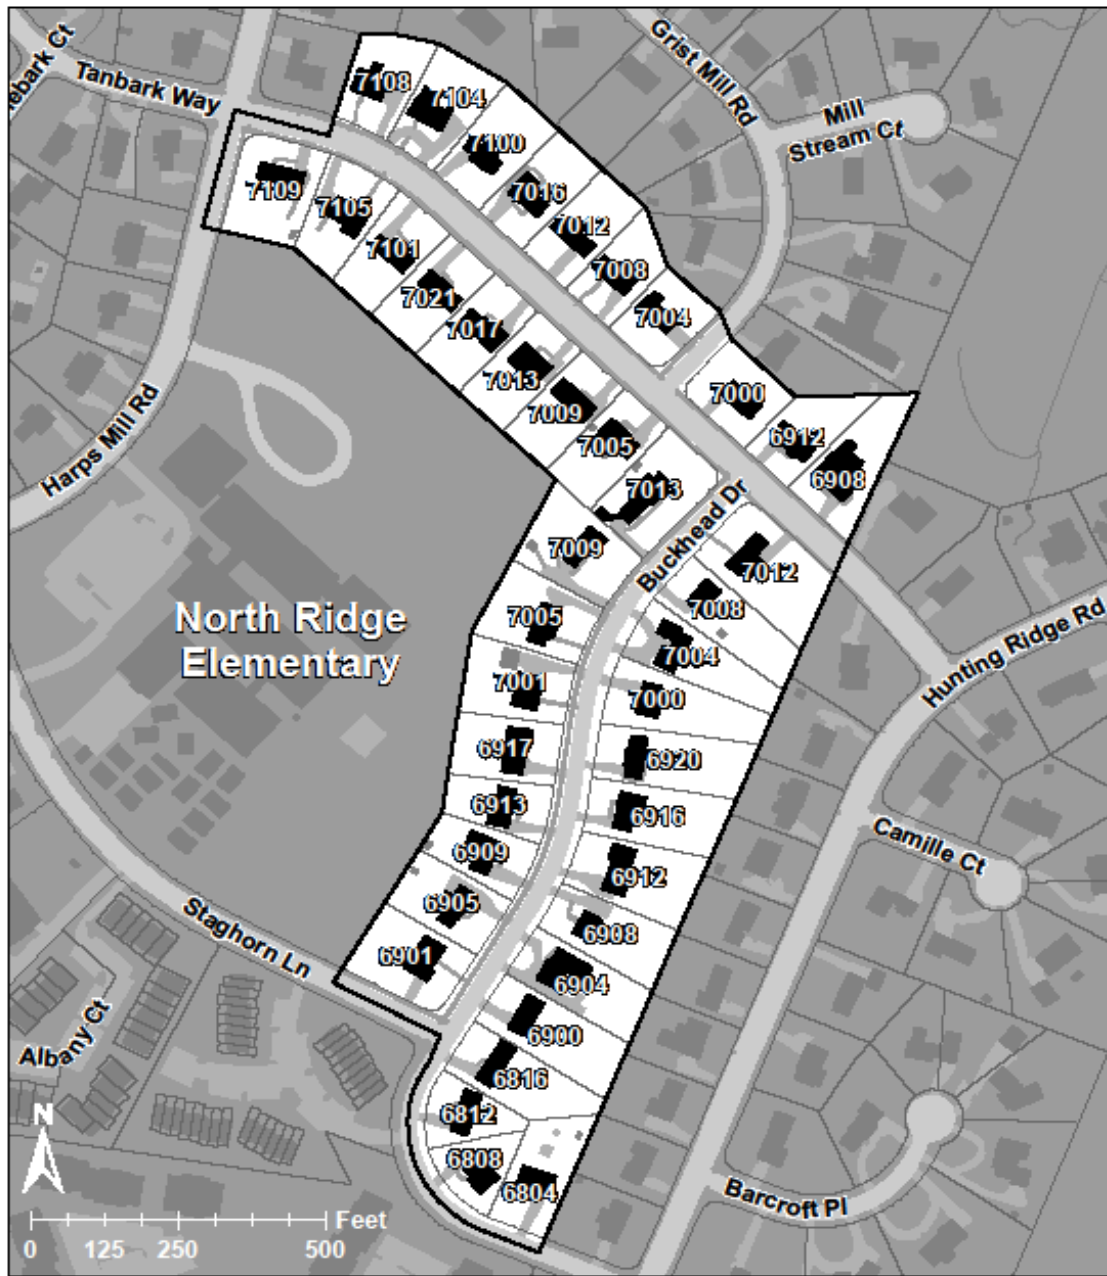 Grist Mill Rd
ebark Ct
Tanbark Way
7108
7104
Mill
Stream Ct
7100
7109
7016
7105
7012
7101
7008
7021
7004
7017
7013
7009
7000
7005
6912
6908
7013
Harps Mill Rd
Buckhead Dr
7009
7012
7008
North Ridge
Elementary
7005
7004
Hunting Ridge Rd
7001
7000
6917
6920
6913
6916
6909
6912
Camille Ct
6905
6908
Staghorn Ln
6901
6904
6900
Albany Ct
6816
6812
N
6808
6804
Barcroft Pl
Feet
0 125 250 500